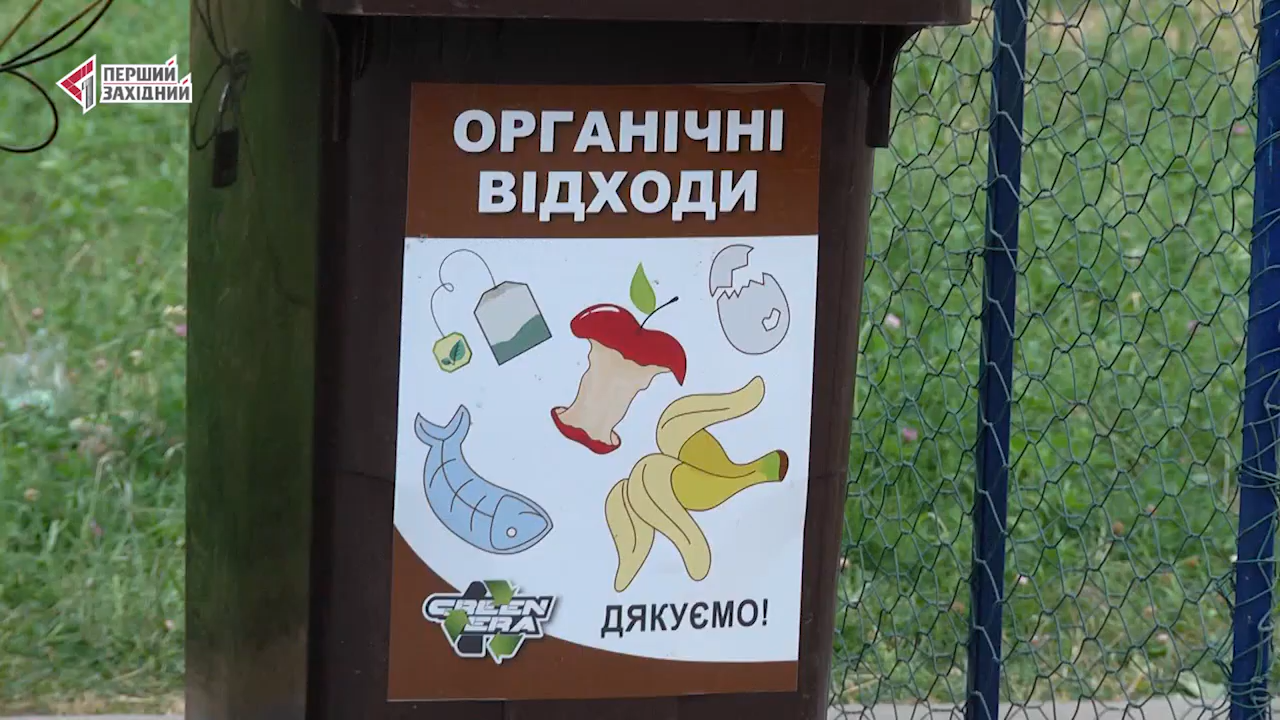 ПЕРШИЙ
ЗАХІДНИЙ
ОРГАНІЧНІ
ВІДХОДИ
GREEN
ERA
ДЯКУЄМО!